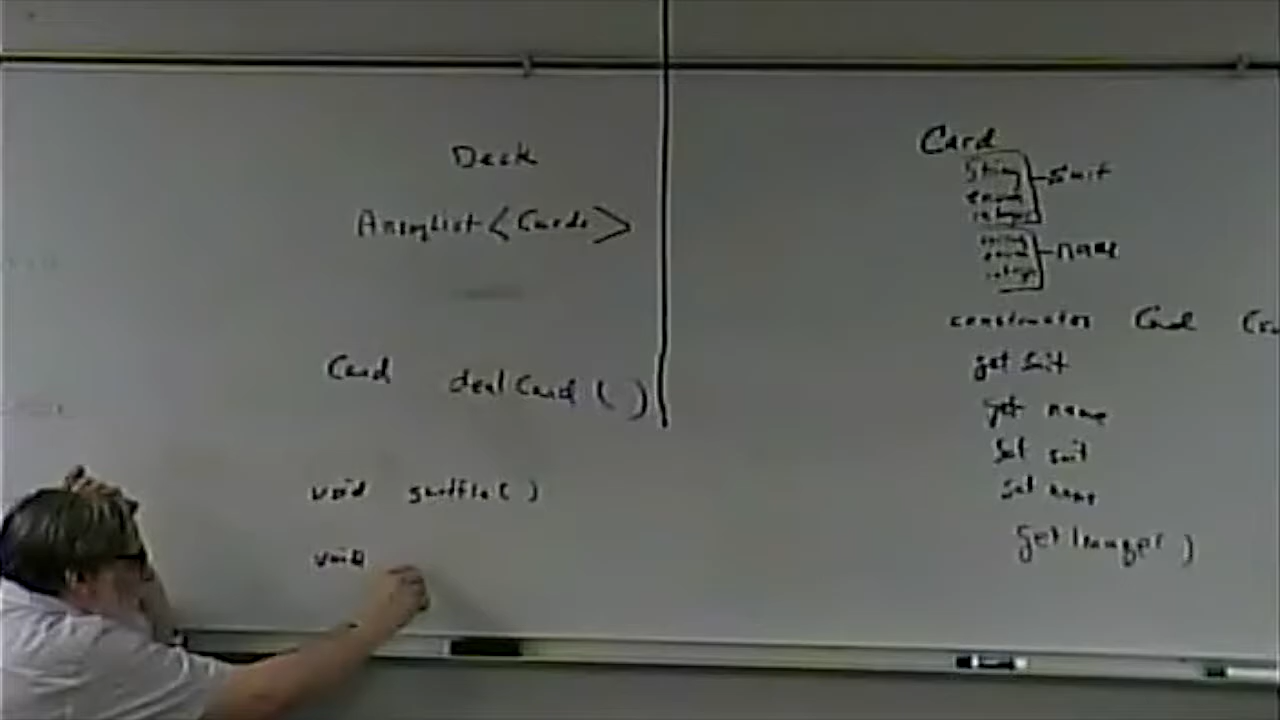 Deck
ArrayList <Cards>
Card dealCard ( )
void shuffle( )
void
Card
String
enum
integer
suit
string
enum
integer
name
constructor Card
get suit
get name
set suit
set name
getImage( )